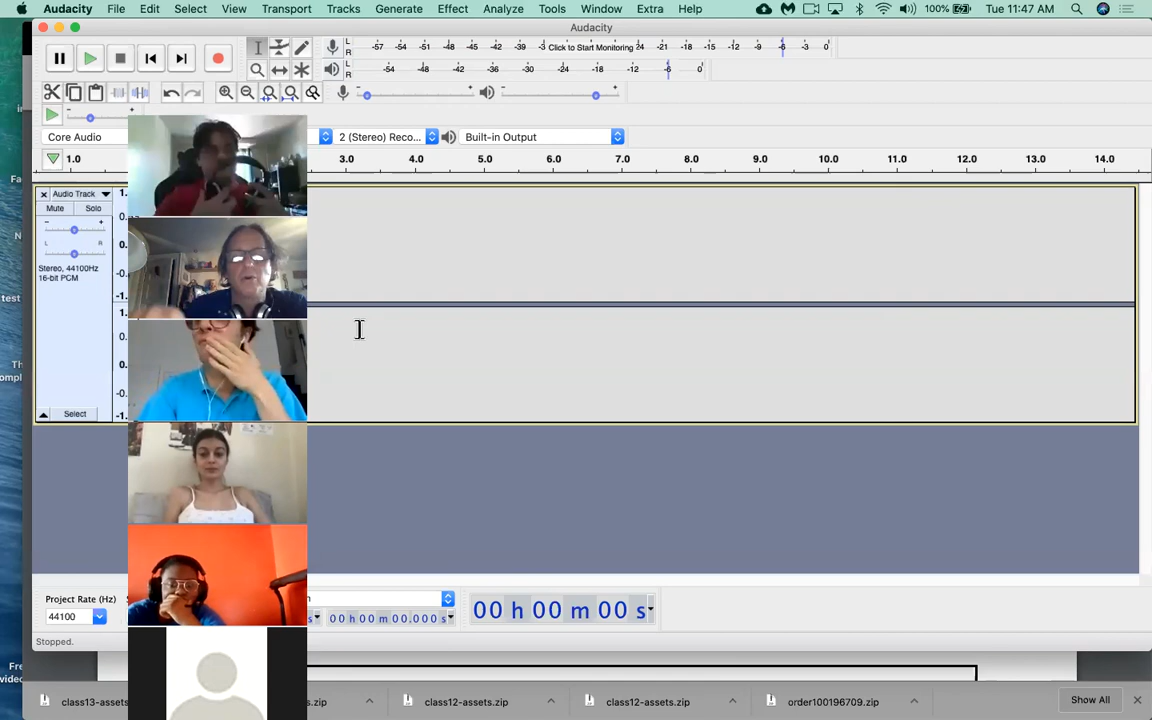 Audacity File Edit Select View Transport Tracks Generate Effect Analyze Tools Window Extra Help 100% Tue 11:47 AM
Audacity
L
R
-57 -54 -51 -48 -45 -42 -39 -3 Click to Start Monitoring 24 -21 -18 -15 -12 -9 -6 -3 0
L
R
-54 -48 -42 -36 -30 -24 -18 -12 -6 0
Core Audio 2 (Stereo) Reco... Built-in Output
1.0 3.0 4.0 5.0 6.0 7.0 8.0 9.0 10.0 11.0 12.0 13.0 14.0
Audio Track
Mute Solo
- +
L R
Stereo, 44100Hz
16-bit PCM
Select
Project Rate (Hz)
44100 s 00 h 00 m 00.000 s 00 h 00 m 00 s
Stopped.
test
Fre
video
class13-assets s.zip class12-assets.zip class12-assets.zip order100196709.zip Show All